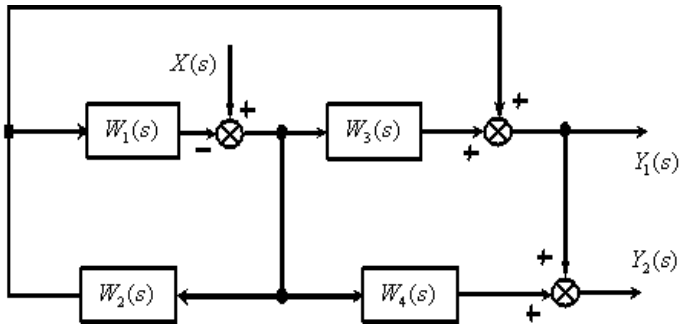 X(s)
+
W₁(s)
−
W₃(s)
+
+
Y₁(s)
W₂(s)
W₄(s)
+
+
Y₂(s)